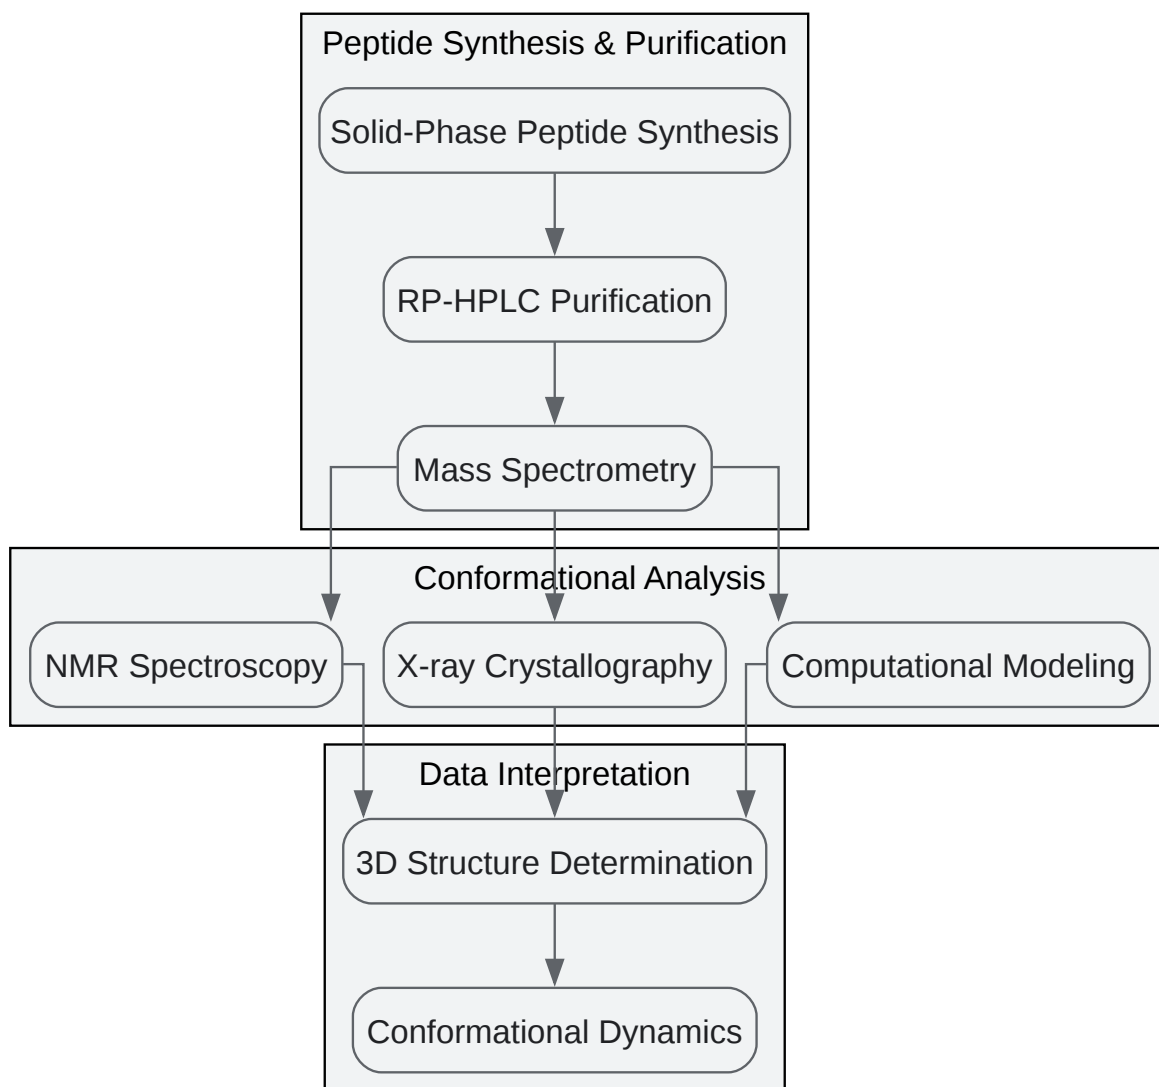 Peptide Synthesis & Purification
Solid-Phase Peptide Synthesis
RP-HPLC Purification
Mass Spectrometry
Conformational Analysis
NMR Spectroscopy
X-ray Crystallography
Computational Modeling
Data Interpretation
3D Structure Determination
Conformational Dynamics